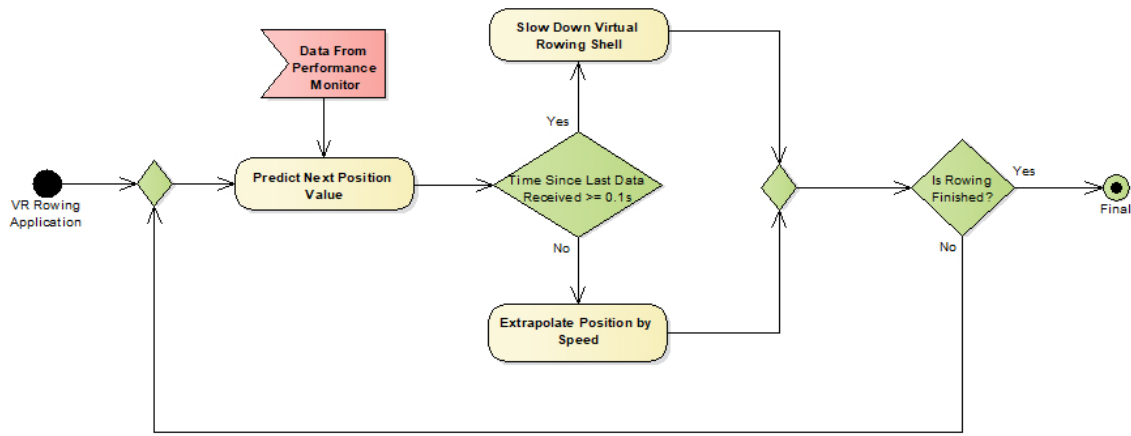 Slow Down Virtual
Rowing Shell
Data From
Performance
Monitor
Yes
VR Rowing
Application
Predict Next Position
Value
Time Since Last Data
Received >= 0.1s
No
Extrapolate Position by
Speed
Is Rowing
Finished?
Yes
No
Final